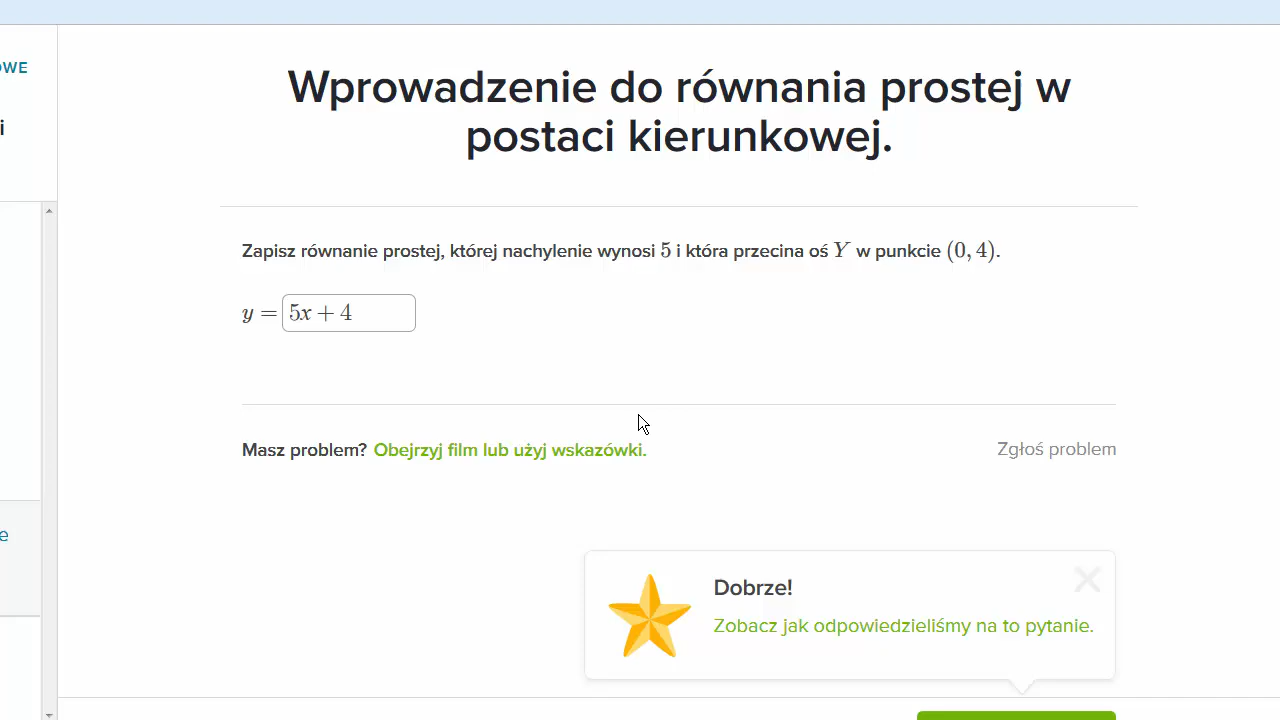 OWE
Wprowadzenie do równania prostej w
postaci kierunkowej.
i
Zapisz równanie prostej, której nachylenie wynosi 5 i która przecina oś Y w punkcie (0, 4).
y = 5x + 4
Masz problem? Obejrzyj film lub użyj wskazówki.
Zgłoś problem
e
Dobrze!
Zobacz jak odpowiedzieliśmy na to pytanie.